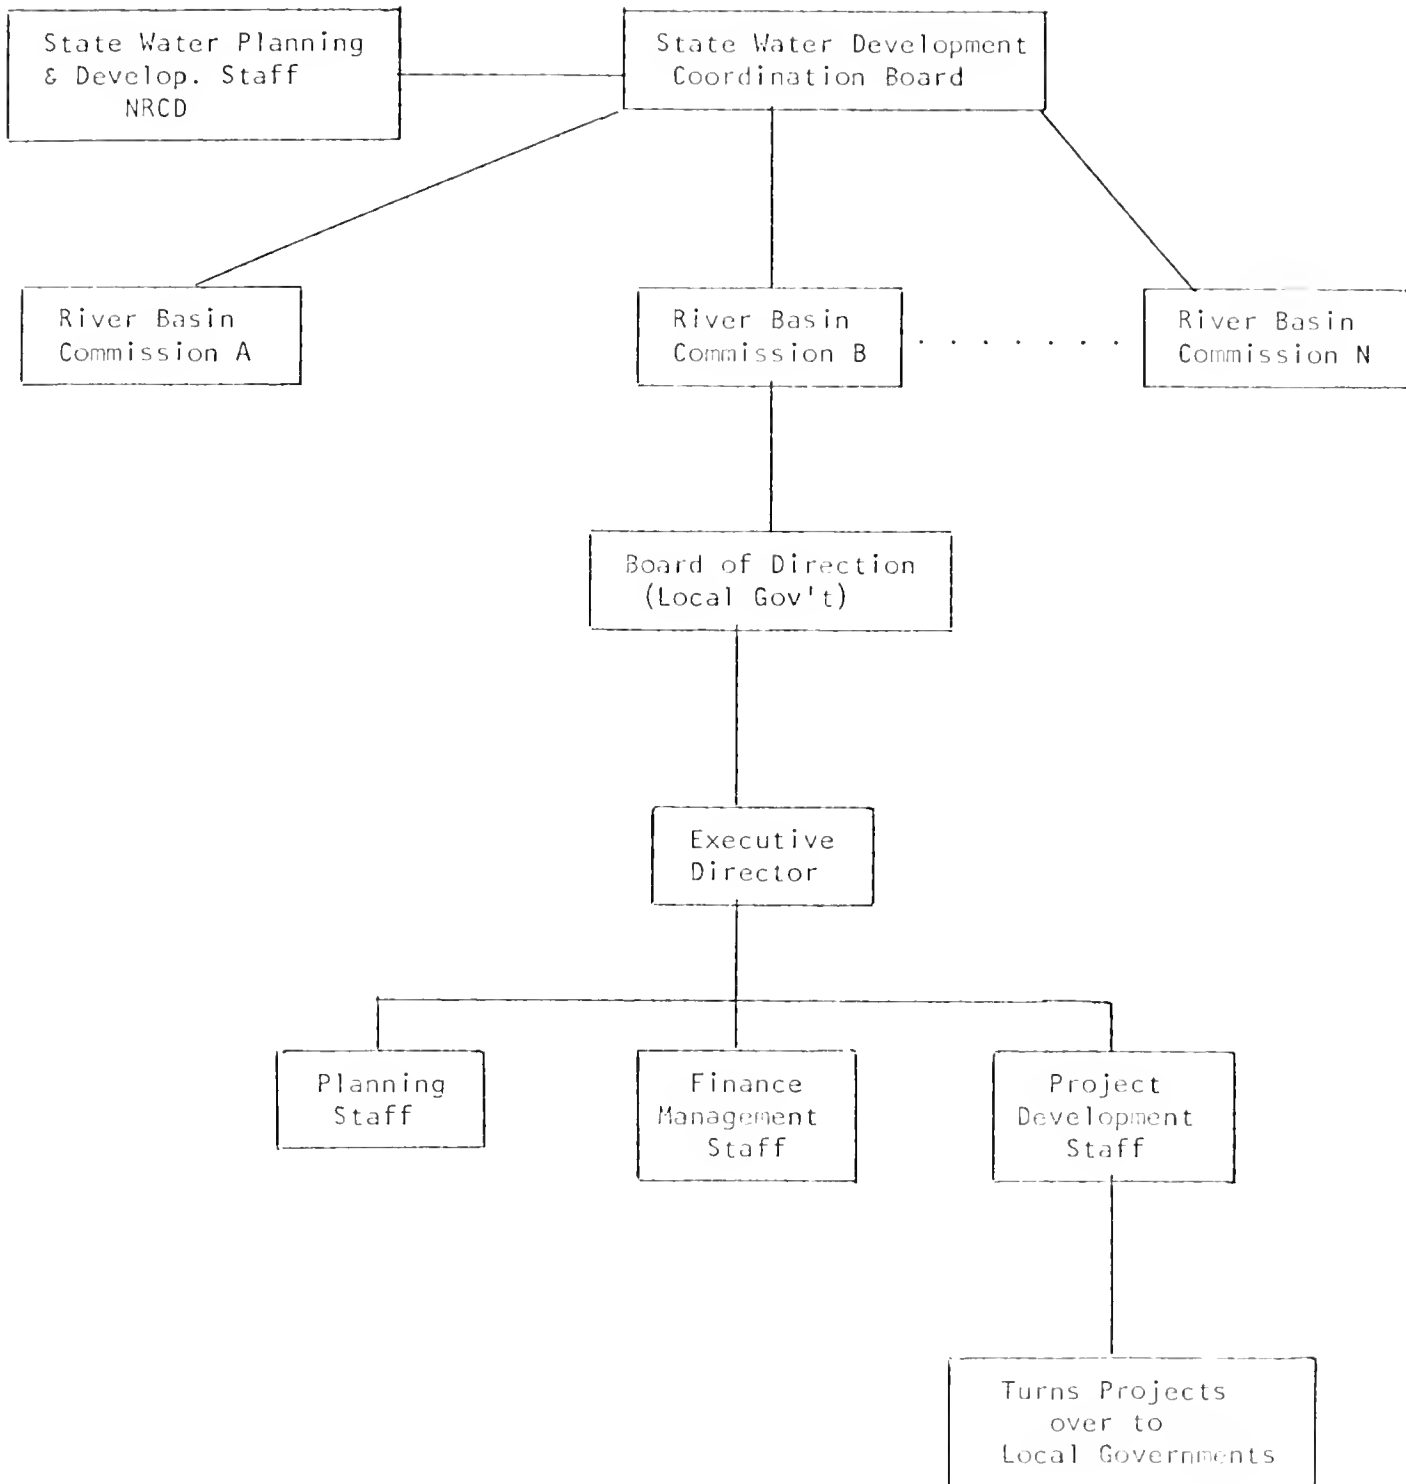 State Water Planning
& Develop. Staff
NRCD
State Water Development
Coordination Board
River Basin
Commission A
River Basin
Commission B
. . . . . . . .
River Basin
Commission N
Board of Direction
(Local Gov't)
Executive
Director
Planning
Staff
Finance
Management
Staff
Project
Development
Staff
Turns Projects
over to
Local Governments